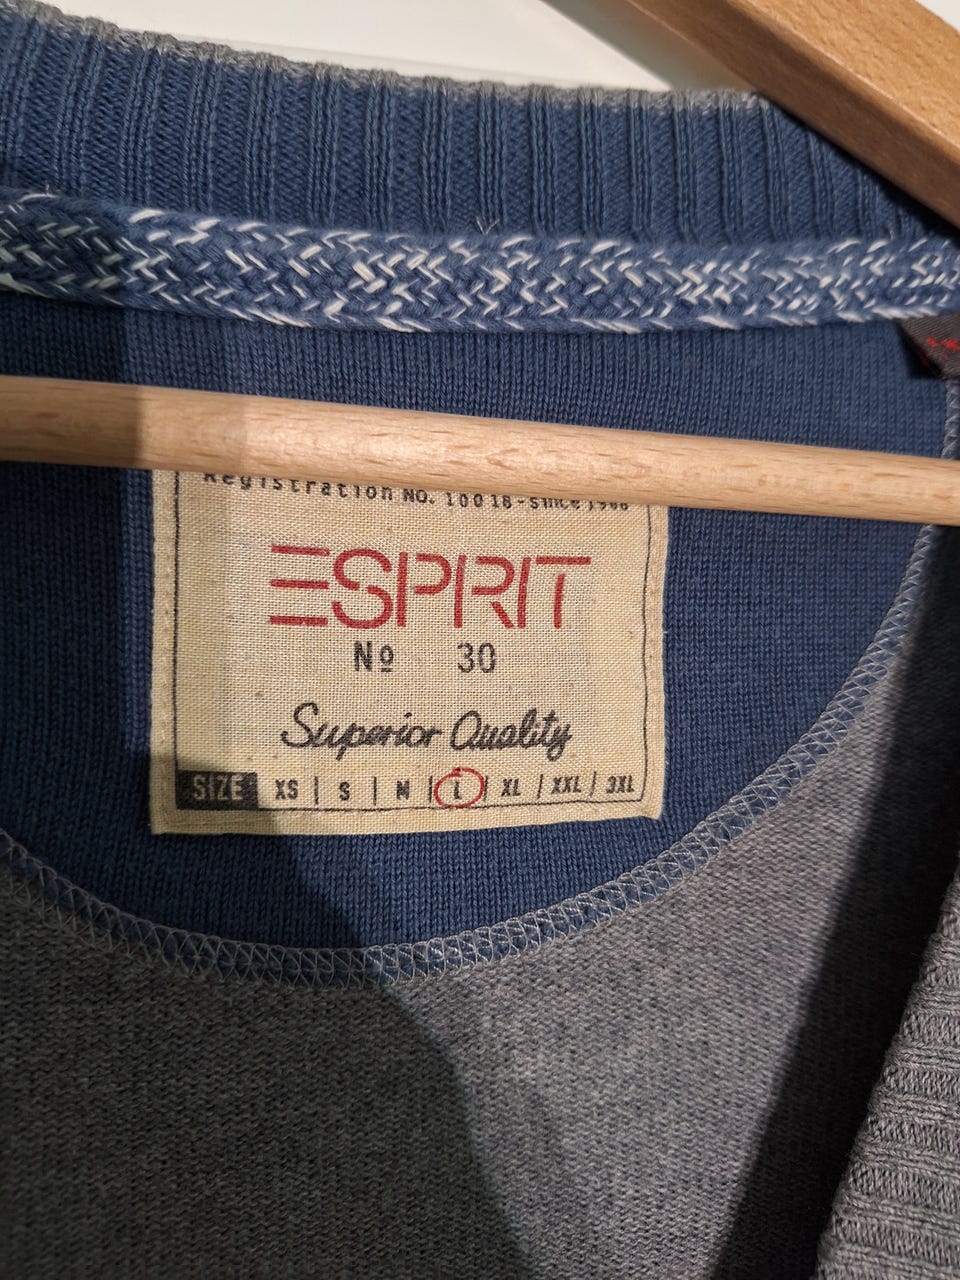 Registration NO. 10018-since 1968
ESPRIT
Nº 30
Superior Quality
SIZE XS | S | M | L | XL | XXL / 3XL